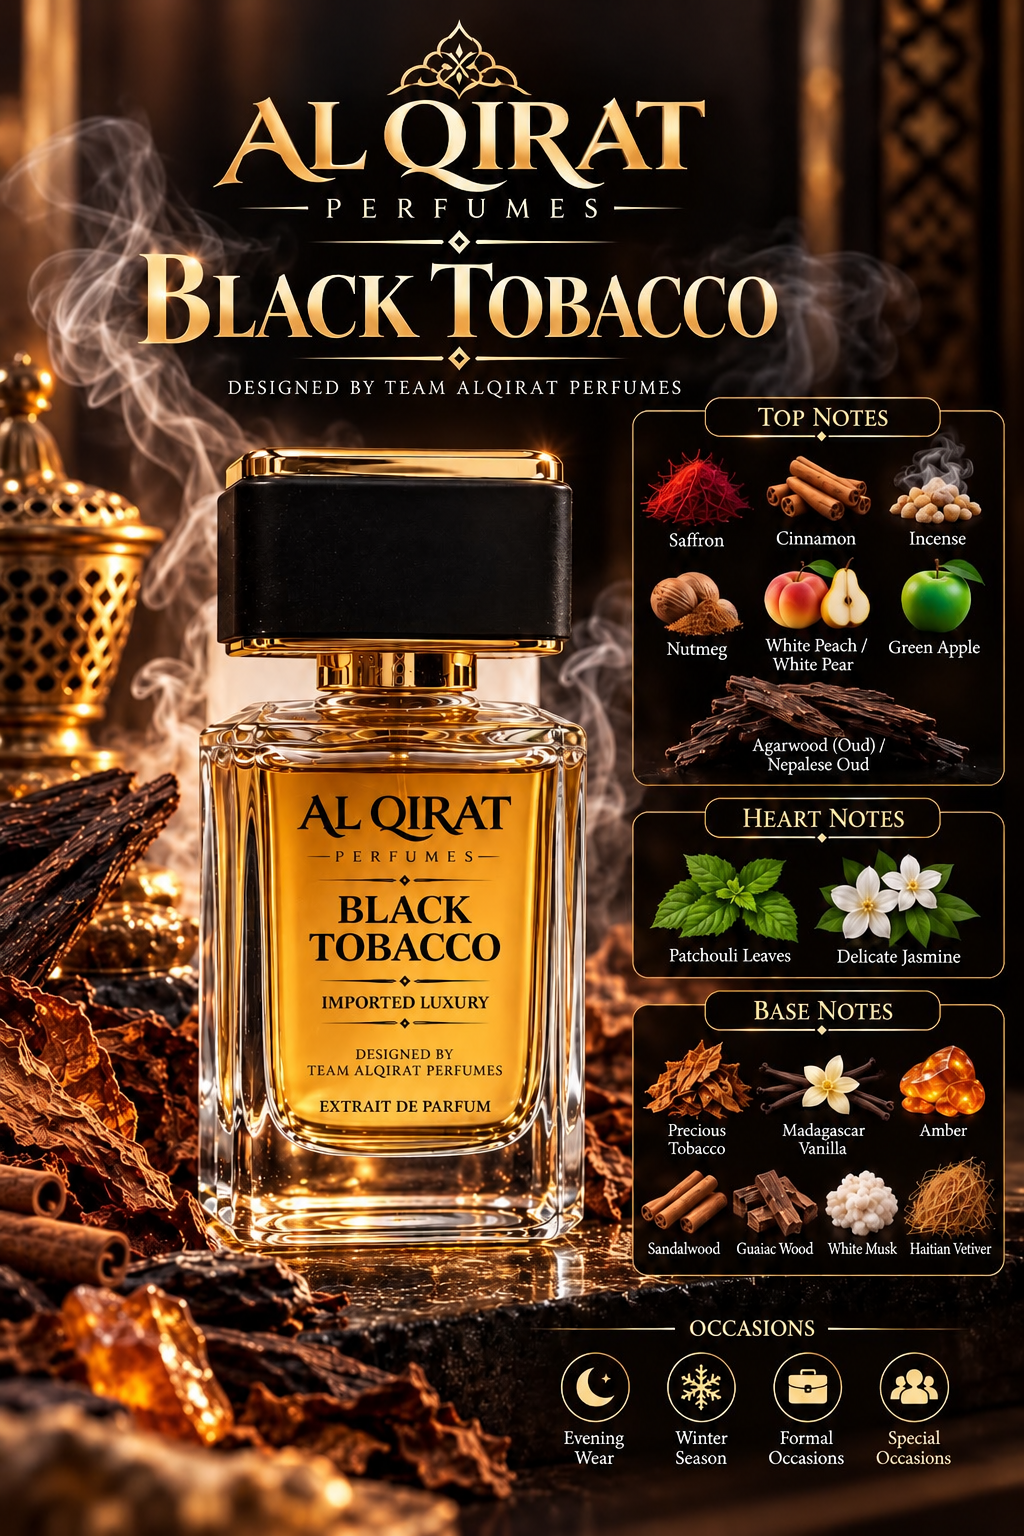 AL QIRAT
PERFUMES
BLACK TOBACCO
DESIGNED BY TEAM ALQIRAT PERFUMES
TOP NOTES
Saffron
Cinnamon
Incense
Nutmeg
White Peach /
White Pear
Green Apple
Agarwood (Oud) /
Nepalese Oud
HEART NOTES
Patchouli Leaves
Delicate Jasmine
BASE NOTES
Precious
Tobacco
Madagascar
Vanilla
Amber
Sandalwood
Guaiac Wood
White Musk
Haitian Vetiver
OCCASIONS
Evening
Wear
Winter
Season
Formal
Occasions
Special
Occasions
AL QIRAT
PERFUMES
BLACK
TOBACCO
IMPORTED LUXURY
DESIGNED BY
TEAM ALQIRAT PERFUMES
EXTRAIT DE PARFUM